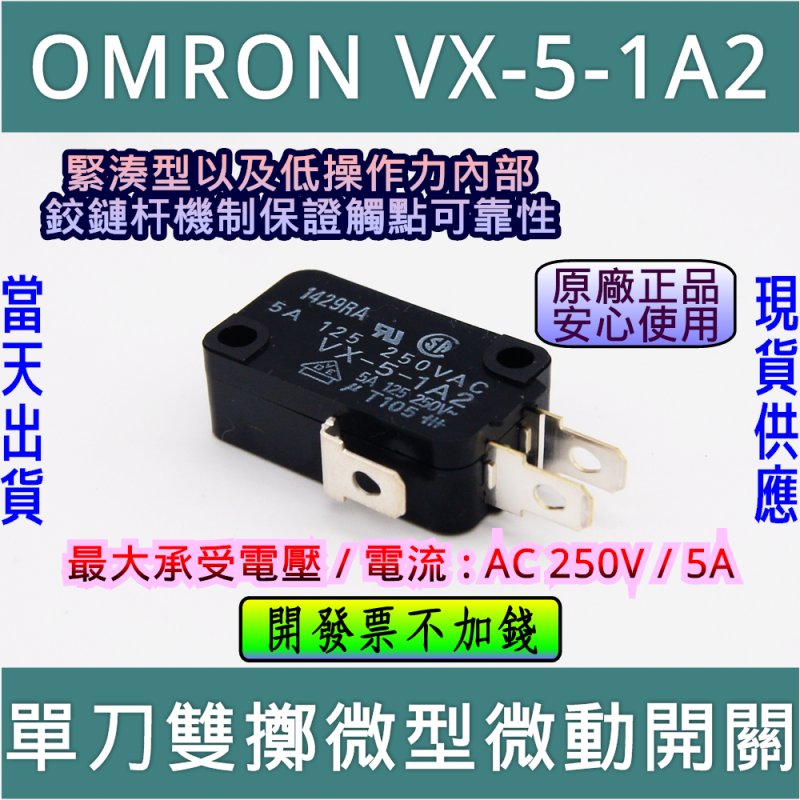 OMRON VX-5-1A2
緊湊型以及低操作力內部
鉸鏈杆機制保證觸點可靠性
當天出貨
原廠正品
安心使用
現貨供應
1429RA
5A 125 250VAC
VX-5-1A2
5A 125 250V~
μ T105
最大承受電壓 / 電流 : AC 250V / 5A
開發票不加錢
單刀雙擲微型微動開關